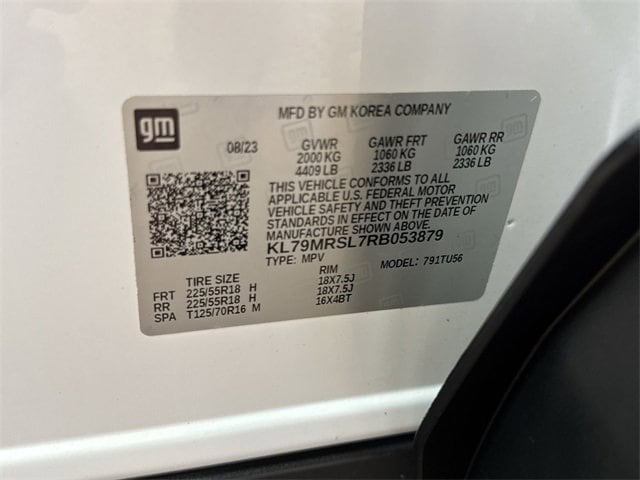 gm
MFD BY GM KOREA COMPANY
08/23 GVWR GAWR FRT GAWR RR
2000 KG 1060 KG 1060 KG
4409 LB 2336 LB 2336 LB
THIS VEHICLE CONFORMS TO ALL
APPLICABLE U.S. FEDERAL MOTOR
VEHICLE SAFETY AND THEFT PREVENTION
STANDARDS IN EFFECT ON THE DATE OF
MANUFACTURE SHOWN ABOVE.
KL79MRSL7RB053879
TYPE: MPV MODEL: 791TU56
TIRE SIZE RIM
FRT 225/55R18 H 18X7.5J
RR 225/55R18 H 18X7.5J
SPA T125/70R16 M 16X4BT